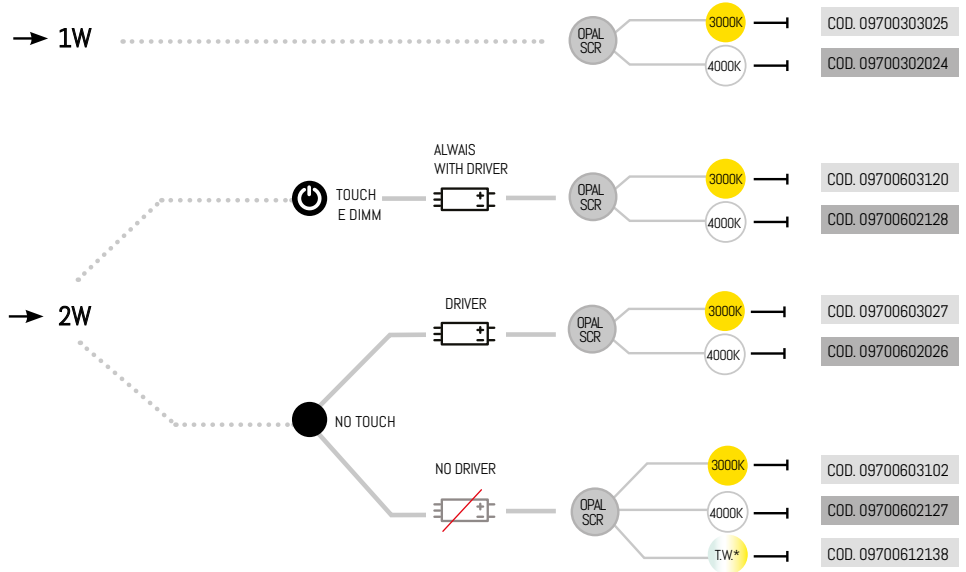 1W
OPAL
SCR
3000K
COD. 09700303025
4000K
COD. 09700302024
ALWAIS
WITH DRIVER
TOUCH
E DIMM
OPAL
SCR
3000K
COD. 09700603120
4000K
COD. 09700602128
2W
DRIVER
OPAL
SCR
3000K
COD. 09700603027
4000K
COD. 09700602026
NO TOUCH
NO DRIVER
OPAL
SCR
3000K
COD. 09700603102
4000K
COD. 09700602127
T.W.*
COD. 09700612138